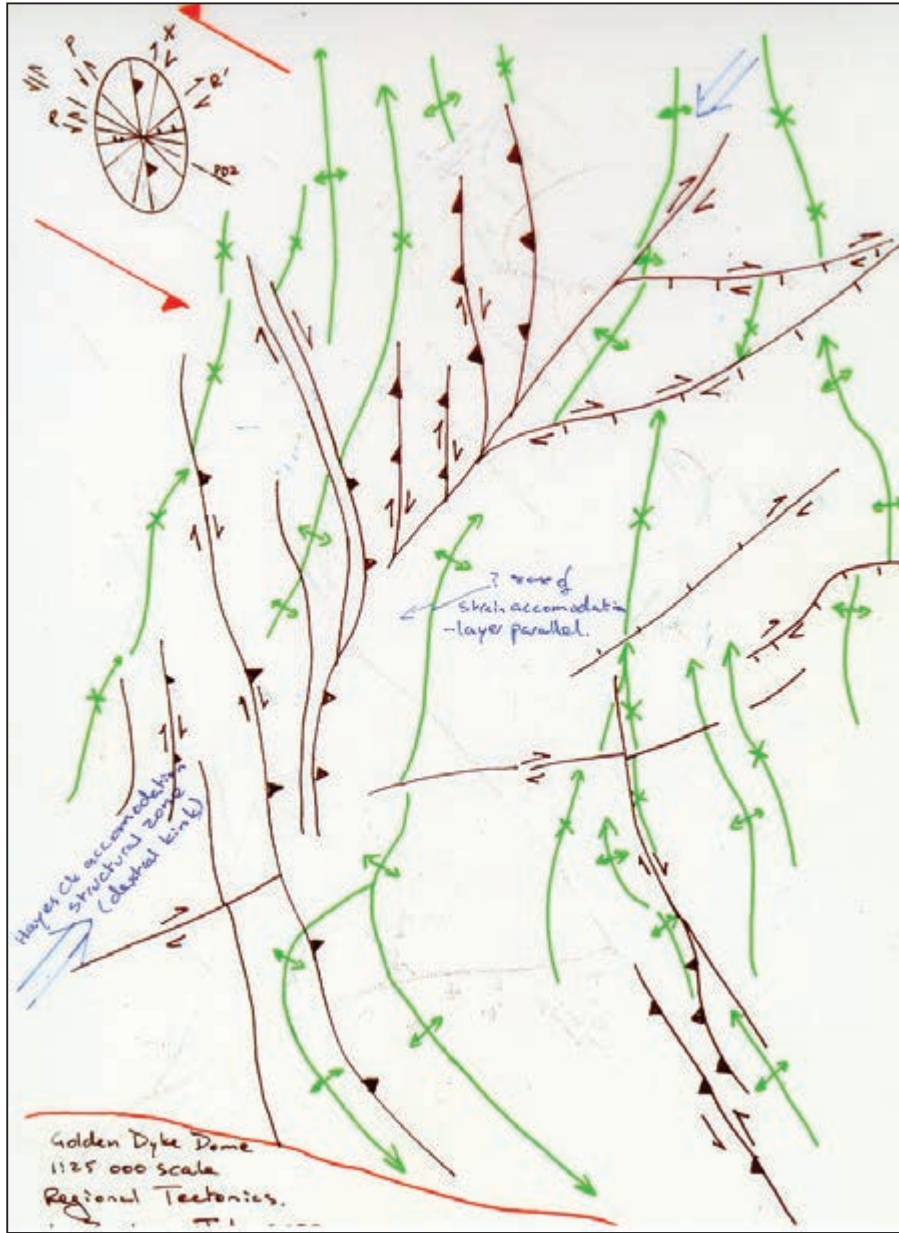 P
X
R'
R
PDZ
? zone of
strain accomodation
- layer parallel.
Hayes Ck accomodation
structural zone
(dextral kink)
Golden Dyke Dome
1:25 000 scale
Regional Tectonics.